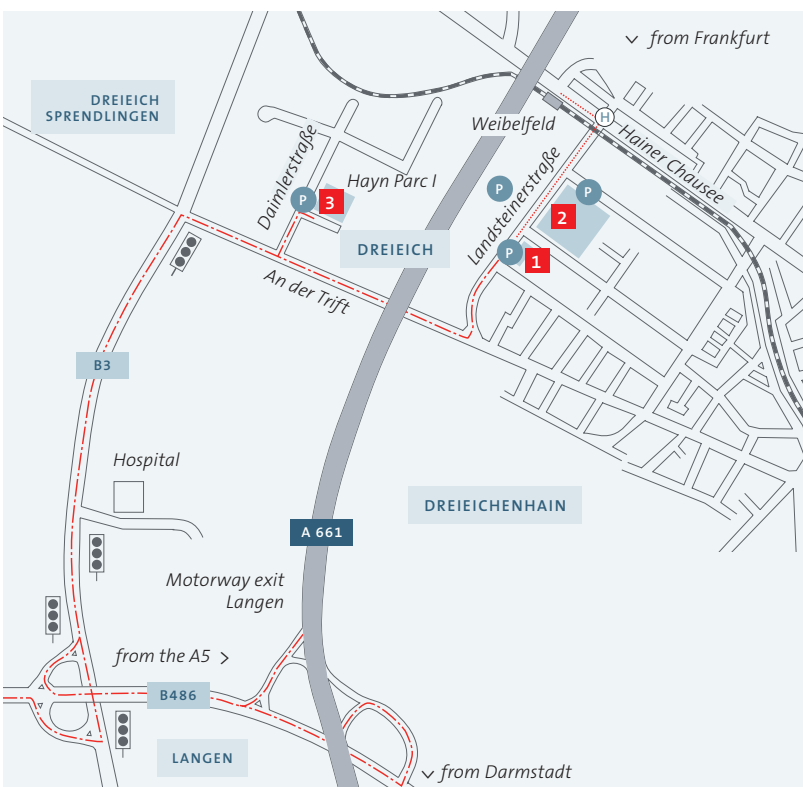 from Frankfurt
DREIEICH
SPRENDLINGEN
Weibelfeld
H
Hainer Chausee
Daimlerstraße
Hayn Parc I
P
3
P
P
2
Landsteinerstraße
DREIEICH
P
1
An der Trift
B3
Hospital
DREIEICHENHAIN
A 661
Motorway exit
Langen
from the A5
B486
LANGEN
from Darmstadt